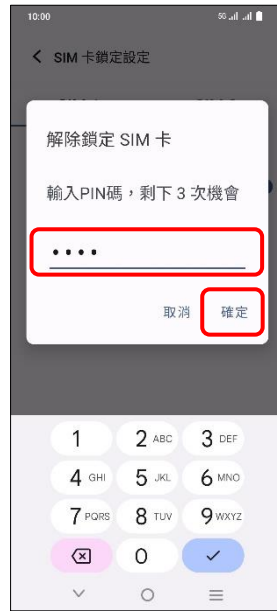 10:00 5G
SIM 卡鎖定設定
解除鎖定 SIM 卡
輸入PIN碼，剩下 3 次機會
••••
取消 確定
1 2 ABC 3 DEF
4 GHI 5 JKL 6 MNO
7 PQRS 8 TUV 9 WXYZ
0